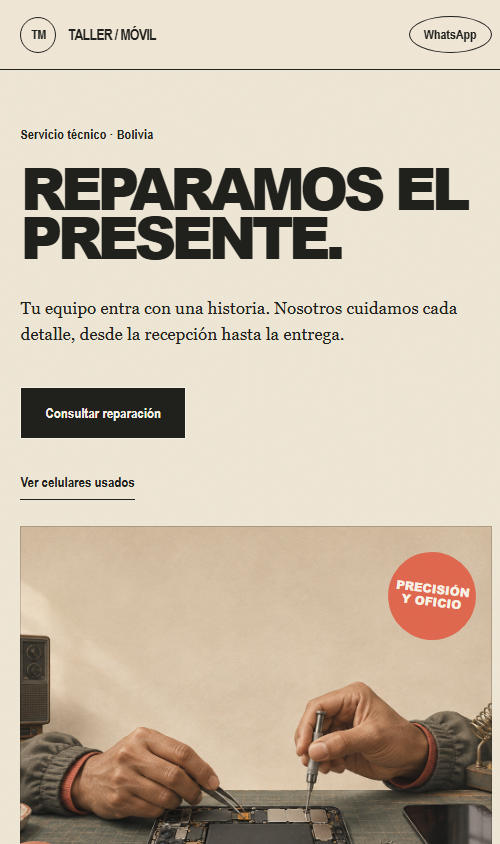 TM
TALLER / MÓVIL
WhatsApp
Servicio técnico · Bolivia
REPARAMOS EL
PRESENTE.
Tu equipo entra con una historia. Nosotros cuidamos cada
detalle, desde la recepción hasta la entrega.
Consultar reparación
Ver celulares usados
PRECISIÓN
Y OFICIO